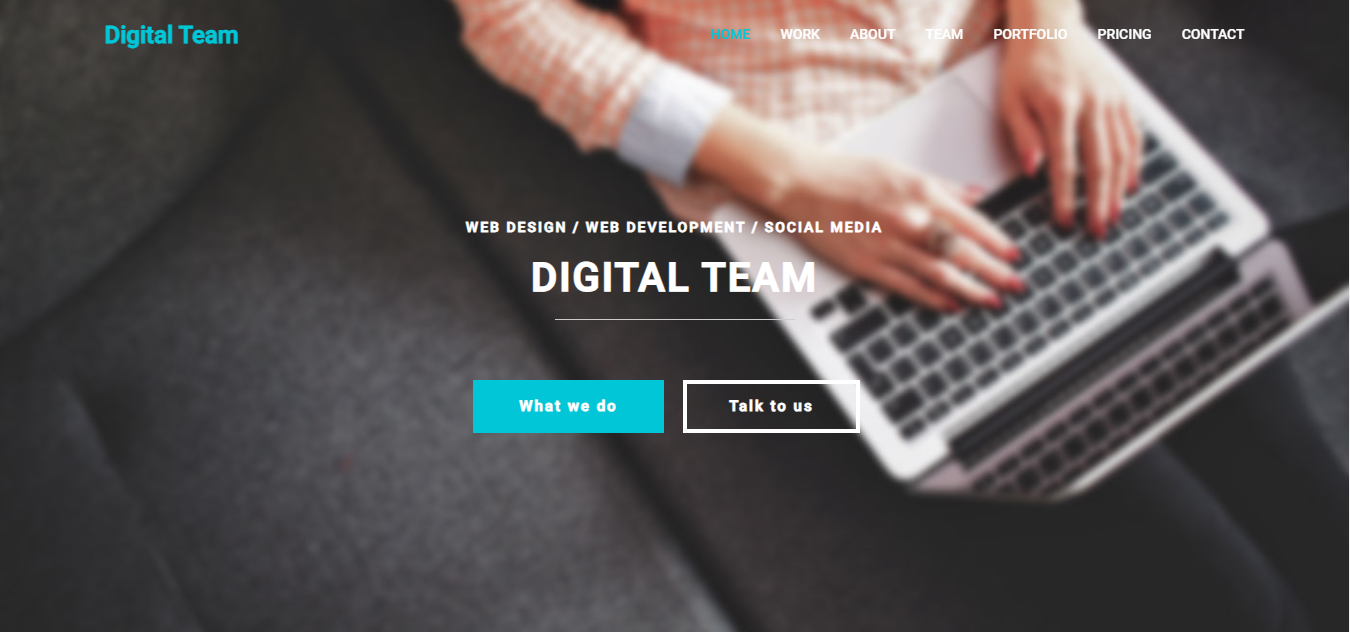 Digital Team
HOME WORK ABOUT TEAM PORTFOLIO PRICING CONTACT
WEB DESIGN / WEB DEVELOPMENT / SOCIAL MEDIA
DIGITAL TEAM
What we do Talk to us